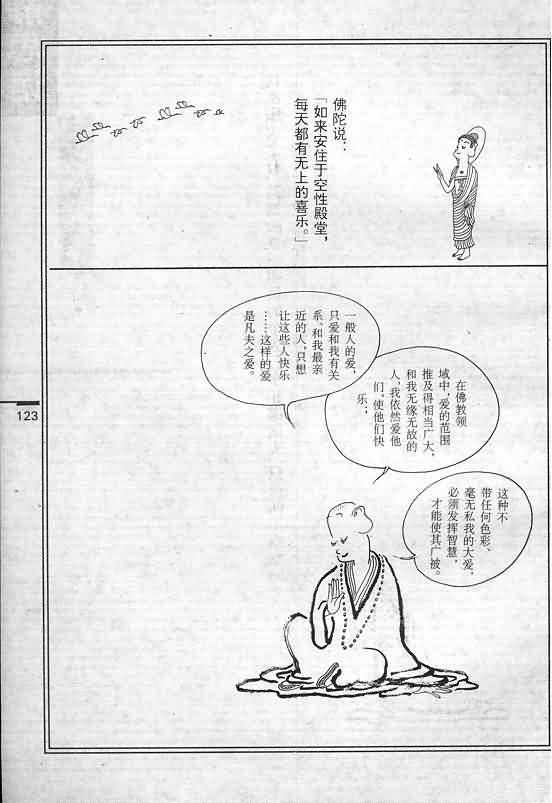 佛陀说：
「如来安住于空性殿堂，
每天都有无上的喜乐。」
一般人的爱，
只爱和我有关
系、和我最亲
近的人，只想
让这些人快乐
……这样的爱
是凡夫之爱。
在佛教领
域中，爱的范围
推及得相当广大，
和我无缘无故的
人，我依然爱他
们，使他们快
乐，
这种不
带任何色彩、
毫无私我的大爱，
必须发挥智慧，
才能使其广被。
123